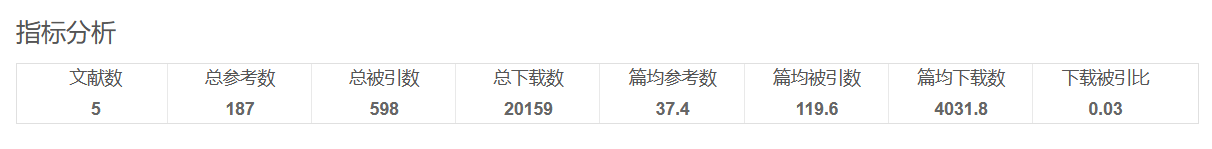 指标分析
文献数 总参考数 总被引数 总下载数 篇均参考数 篇均被引数 篇均下载数 下载被引比
5 187 598 20159 37.4 119.6 4031.8 0.03